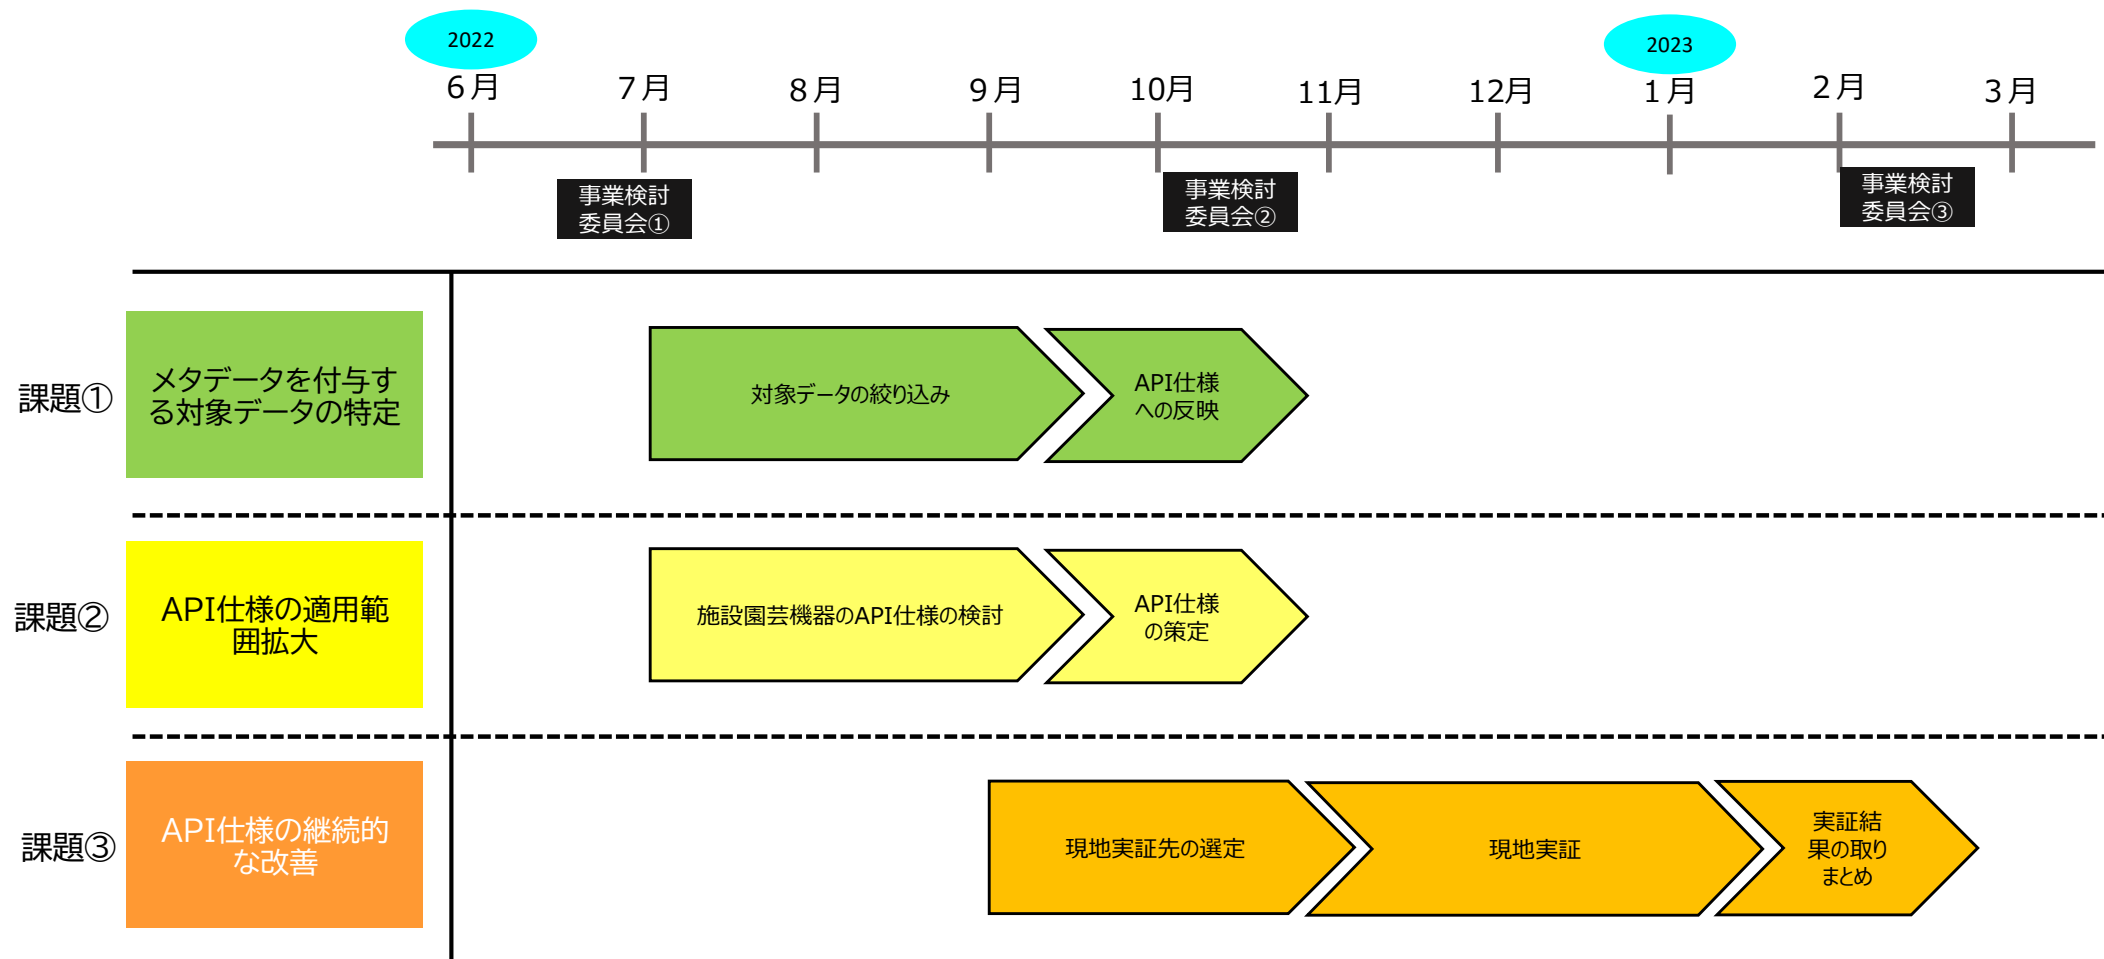 2022
2023
６月
７月
８月
９月
10月
11月
12月
１月
２月
３月
事業検討
委員会①
事業検討
委員会②
事業検討
委員会③
課題①
メタデータを付与す
る対象データの特定
対象データの絞り込み
API仕様
への反映
課題②
API仕様の適用範
囲拡大
施設園芸機器のAPI仕様の検討
API仕様
の策定
課題③
API仕様の継続的
な改善
現地実証先の選定
現地実証
実証結
果の取り
まとめ